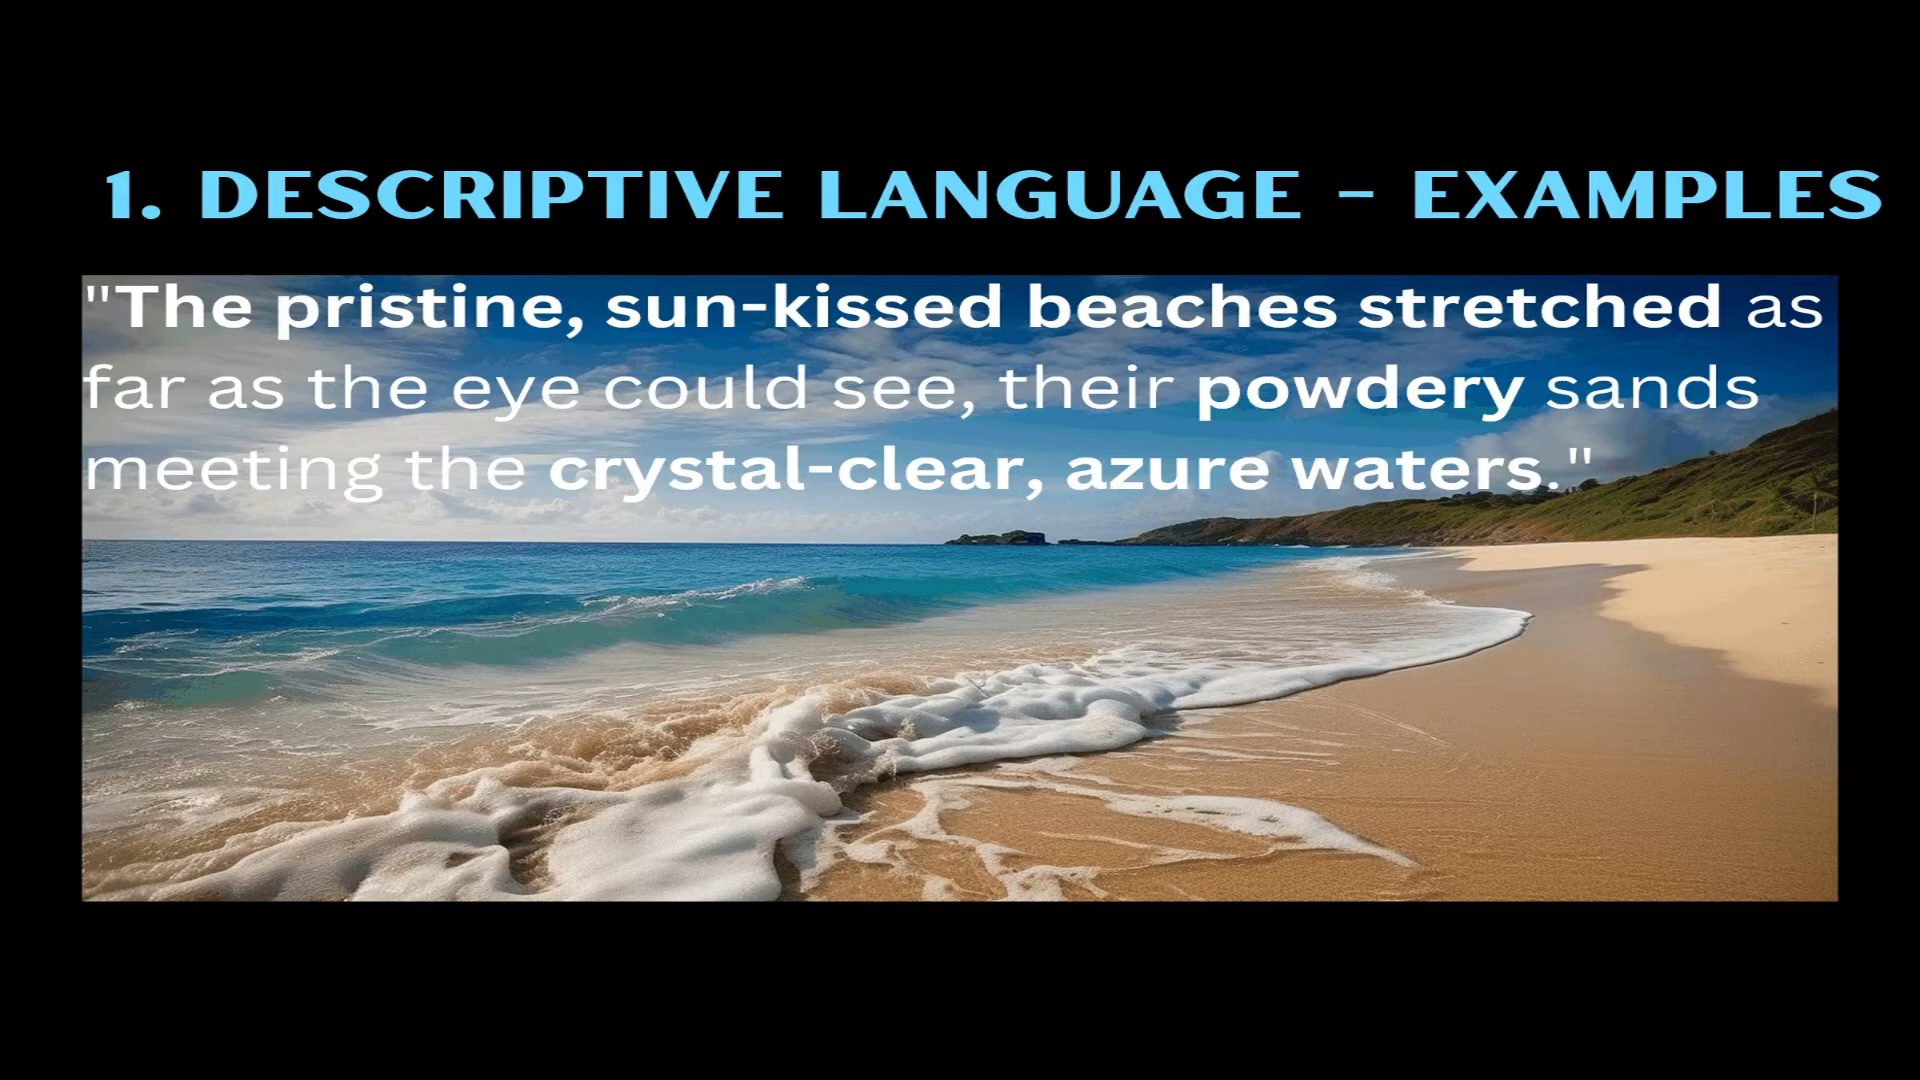 1. DESCRIPTIVE LANGUAGE - EXAMPLES
"The pristine, sun-kissed beaches stretched as
far as the eye could see, their powdery sands
meeting the crystal-clear, azure waters."